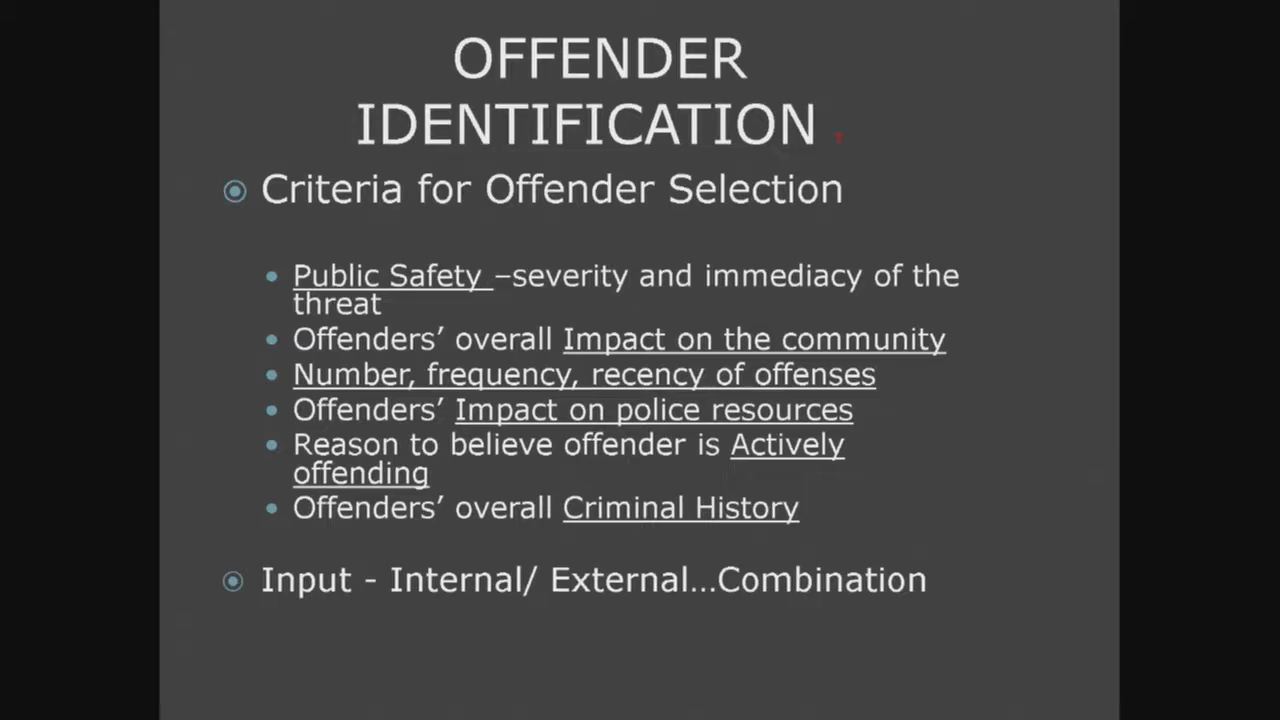 OFFENDER
IDENTIFICATION
Criteria for Offender Selection
Public Safety –severity and immediacy of the
threat
Offenders’ overall Impact on the community
Number, frequency, recency of offenses
Offenders’ Impact on police resources
Reason to believe offender is Actively
offending
Offenders’ overall Criminal History
Input - Internal/ External…Combination